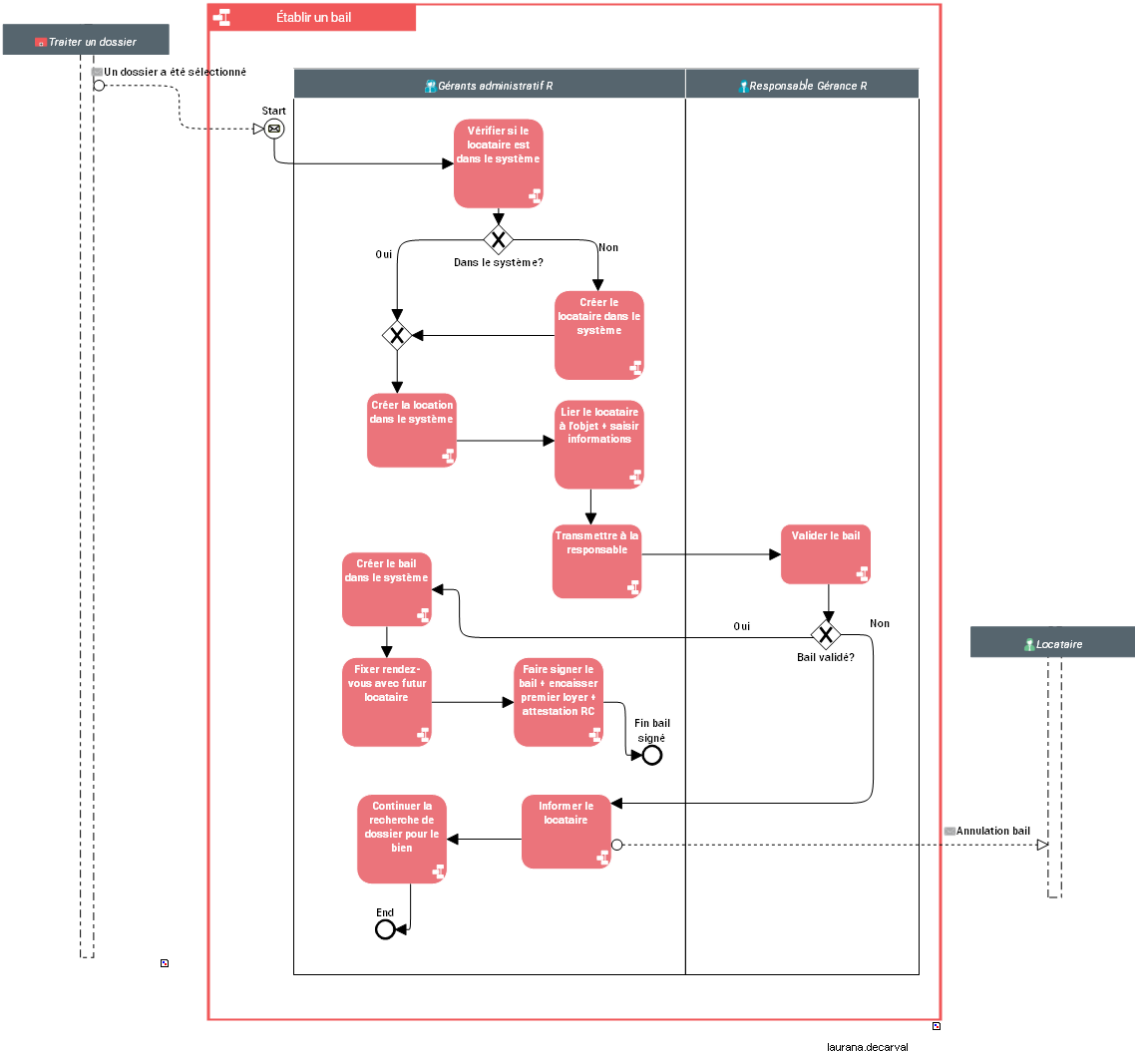 Établir un bail
Traiter un dossier
Un dossier a été sélectionné
Gérants administratif R
Responsable Gérance R
Start
Vérifier si le
locataire est
dans le système
Oui
Non
Dans le système?
Créer le
locataire dans le
système
Créer la location
dans le système
Lier le locataire
à l'objet + saisir
informations
Transmettre à la
responsable
Valider le bail
Créer le bail
dans le système
Oui
Non
Bail validé?
Locataire
Fixer rendez-
vous avec futur
locataire
Faire signer le
bail + encaisser
premier loyer +
attestation RC
Fin bail
signé
Continuer la
recherche de
dossier pour le
bien
Informer le
locataire
Annulation bail
End
laurana.decarval